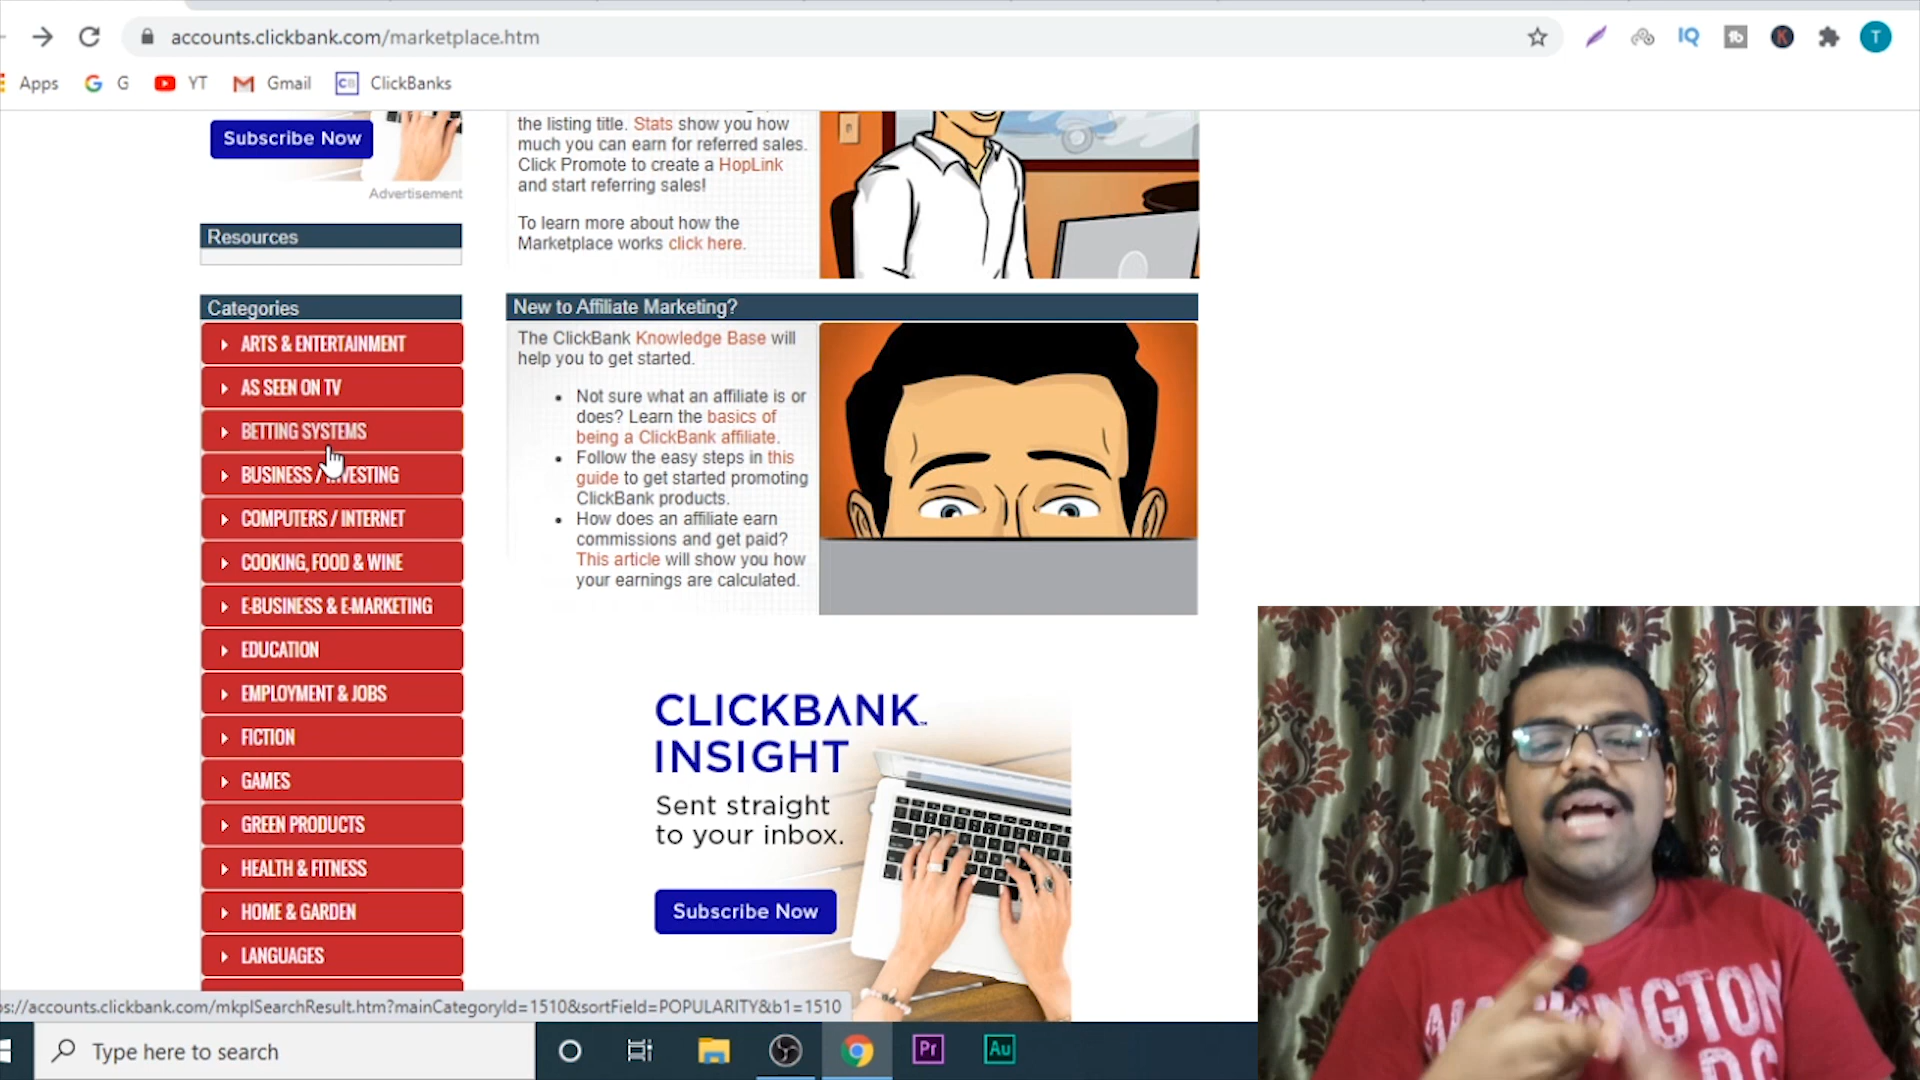 accounts.clickbank.com/marketplace.htm
Apps
G
YT
Gmail
ClickBanks
Subscribe Now
Advertisement
Resources
Categories
ARTS & ENTERTAINMENT
AS SEEN ON TV
BETTING SYSTEMS
BUSINESS / INVESTING
COMPUTERS / INTERNET
COOKING, FOOD & WINE
E-BUSINESS & E-MARKETING
EDUCATION
EMPLOYMENT & JOBS
FICTION
GAMES
GREEN PRODUCTS
HEALTH & FITNESS
HOME & GARDEN
LANGUAGES
the listing title. Stats show you how
much you can earn for referred sales.
Click Promote to create a HopLink
and start referring sales!
To learn more about how the
Marketplace works click here.
New to Affiliate Marketing?
The ClickBank Knowledge Base will
help you to get started.
Not sure what an affiliate is or
does? Learn the basics of
being a ClickBank affiliate.
Follow the easy steps in this
guide to get started promoting
ClickBank products.
How does an affiliate earn
commissions and get paid?
This article will show you how
your earnings are calculated.
CLICKBANK
INSIGHT
Sent straight
to your inbox.
Subscribe Now
ps://accounts.clickbank.com/mkplSearchResult.htm?mainCategoryId=1510&sortField=POPULARITY&b1=1510
Type here to search
Pr
Au
IQ
K
T